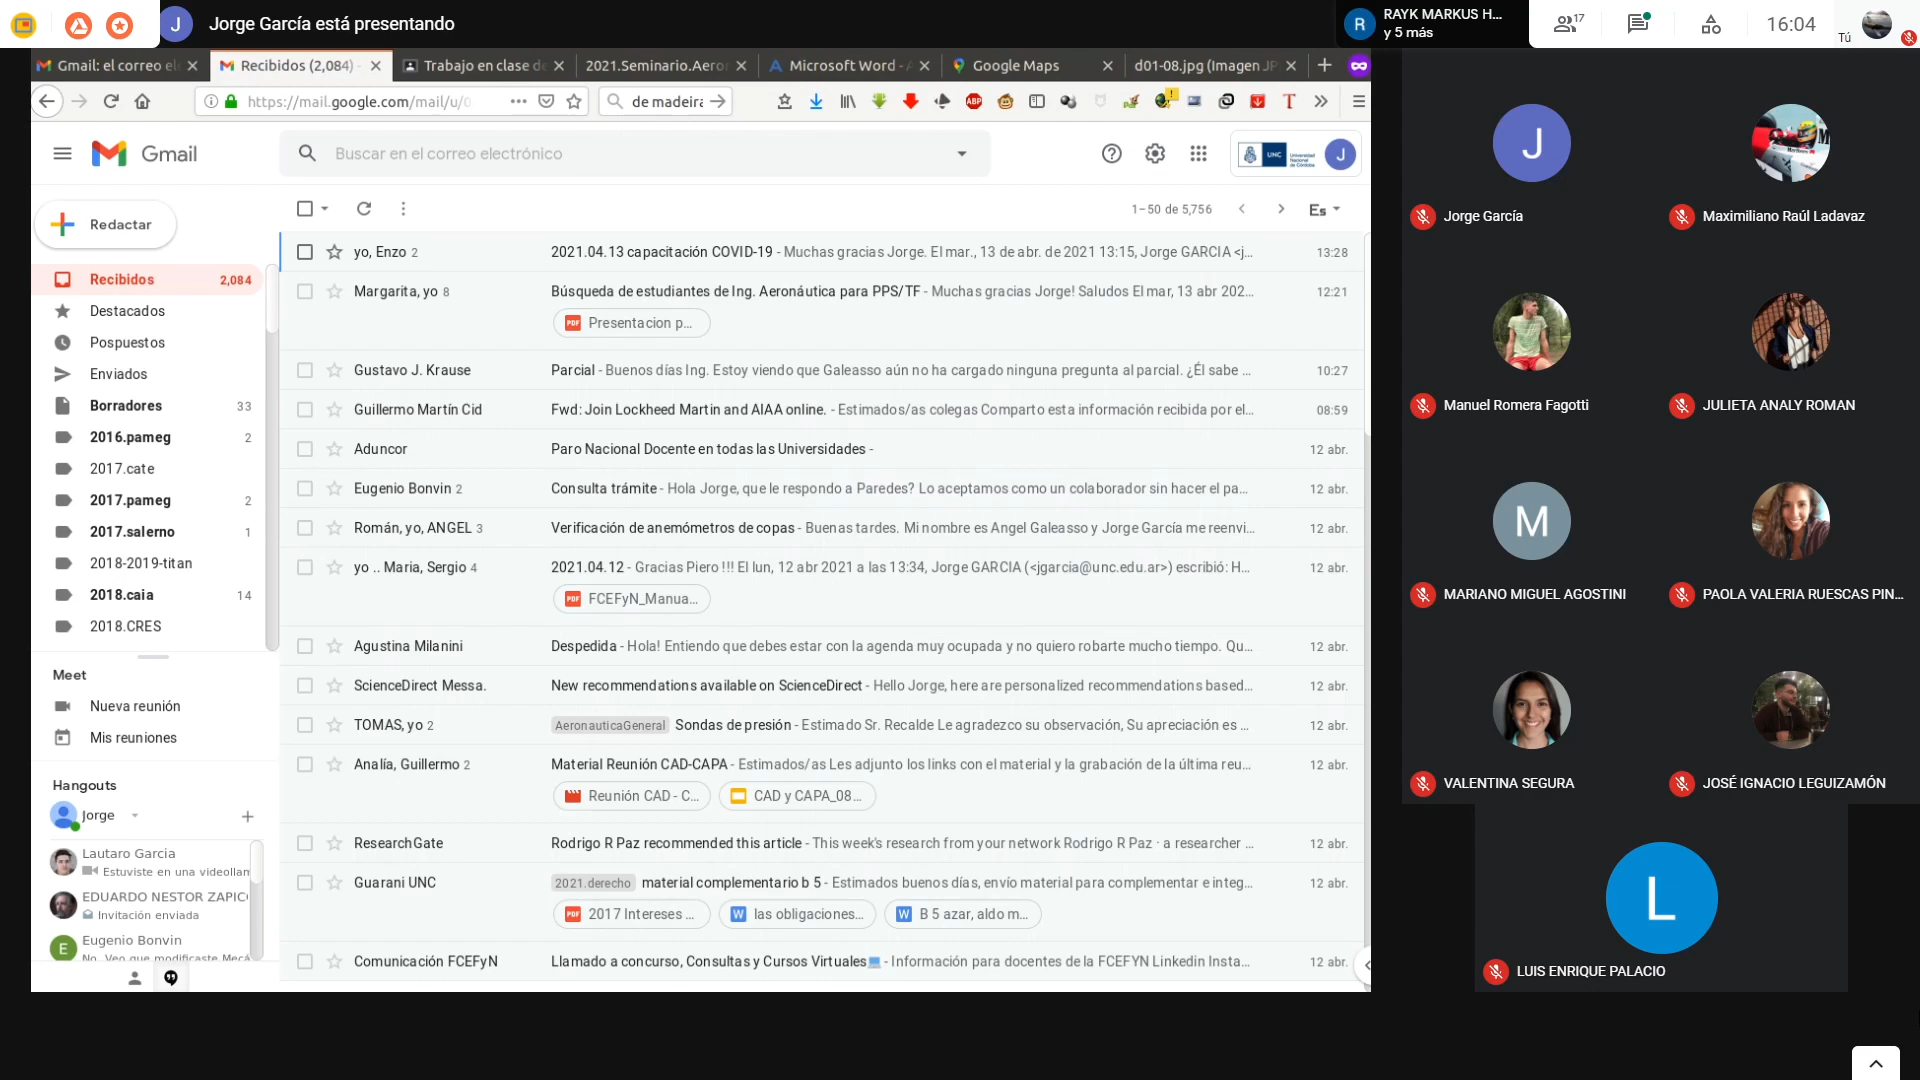 J Jorge García está presentando
R RAYK MARKUS H...
y 5 más
17
16:04
Tú
Gmail: el correo el
Recibidos (2,084) -
Trabajo en clase de
2021.Seminario.Aeron
Microsoft Word - A
Google Maps
d01-08.jpg (Imagen JP
https://mail.google.com/mail/u/0
de madeira
ABP
Gmail
Buscar en el correo electrónico
UNC
Universidad
Nacional
de Córdoba
J
Redactar
1–50 de 5,756
Es
Recibidos 2,084
Destacados
Pospuestos
Enviados
Borradores 33
2016.pameg 2
2017.cate
2017.pameg 2
2017.salerno 1
2018-2019-titan
2018.caia 14
2018.CRES
Meet
Nueva reunión
Mis reuniones
Hangouts
Jorge
Lautaro Garcia
Estuviste en una videollam
EDUARDO NESTOR ZAPICO
Invitación enviada
E Eugenio Bonvin
No. Veo que modificaste Mecá
yo, Enzo 2 2021.04.13 capacitación COVID-19 - Muchas gracias Jorge. El mar., 13 de abr. de 2021 13:15, Jorge GARCIA <j... 13:28
Margarita, yo 8 Búsqueda de estudiantes de Ing. Aeronáutica para PPS/TF - Muchas gracias Jorge! Saludos El mar, 13 abr 202... 12:21
PDF Presentacion p...
Gustavo J. Krause Parcial - Buenos días Ing. Estoy viendo que Galeasso aún no ha cargado ninguna pregunta al parcial. ¿Él sabe ... 10:27
Guillermo Martín Cid Fwd: Join Lockheed Martin and AIAA online. - Estimados/as colegas Comparto esta información recibida por el... 08:59
Aduncor Paro Nacional Docente en todas las Universidades - 12 abr.
Eugenio Bonvin 2 Consulta trámite - Hola Jorge, que le respondo a Paredes? Lo aceptamos como un colaborador sin hacer el pa... 12 abr.
Román, yo, ANGEL 3 Verificación de anemómetros de copas - Buenas tardes. Mi nombre es Angel Galeasso y Jorge García me reenvi... 12 abr.
yo .. Maria, Sergio 4 2021.04.12 - Gracias Piero !!! El lun, 12 abr 2021 a las 13:34, Jorge GARCIA (<jgarcia@unc.edu.ar>) escribió: H... 12 abr.
PDF FCEFyN_Manua...
Agustina Milanini Despedida - Hola! Entiendo que debes estar con la agenda muy ocupada y no quiero robarte mucho tiempo. Qu... 12 abr.
ScienceDirect Messa. New recommendations available on ScienceDirect - Hello Jorge, here are personalized recommendations based... 12 abr.
TOMAS, yo 2 AeronauticaGeneral Sondas de presión - Estimado Sr. Recalde Le agradezco su observación, Su apreciación es ... 12 abr.
Analía, Guillermo 2 Material Reunión CAD-CAPA - Estimados/as Les adjunto los links con el material y la grabación de la última reu... 12 abr.
Reunión CAD - C... CAD y CAPA_08...
ResearchGate Rodrigo R Paz recommended this article - This week's research from your network Rodrigo R Paz · a researcher ... 12 abr.
Guarani UNC 2021.derecho material complementario b 5 - Estimados buenos días, envío material para complementar e integ... 12 abr.
PDF 2017 Intereses ... W las obligaciones... W B 5 azar, aldo m...
Comunicación FCEFyN Llamado a concurso, Consultas y Cursos Virtuales - Información para docentes de la FCEFYN Linkedin Insta... 12 abr.
J
Jorge García
Maximiliano Raúl Ladavaz
Manuel Romera Fagotti
JULIETA ANALY ROMAN
M
MARIANO MIGUEL AGOSTINI
PAOLA VALERIA RUESCAS PIN...
VALENTINA SEGURA
JOSÉ IGNACIO LEGUIZAMÓN
L
LUIS ENRIQUE PALACIO